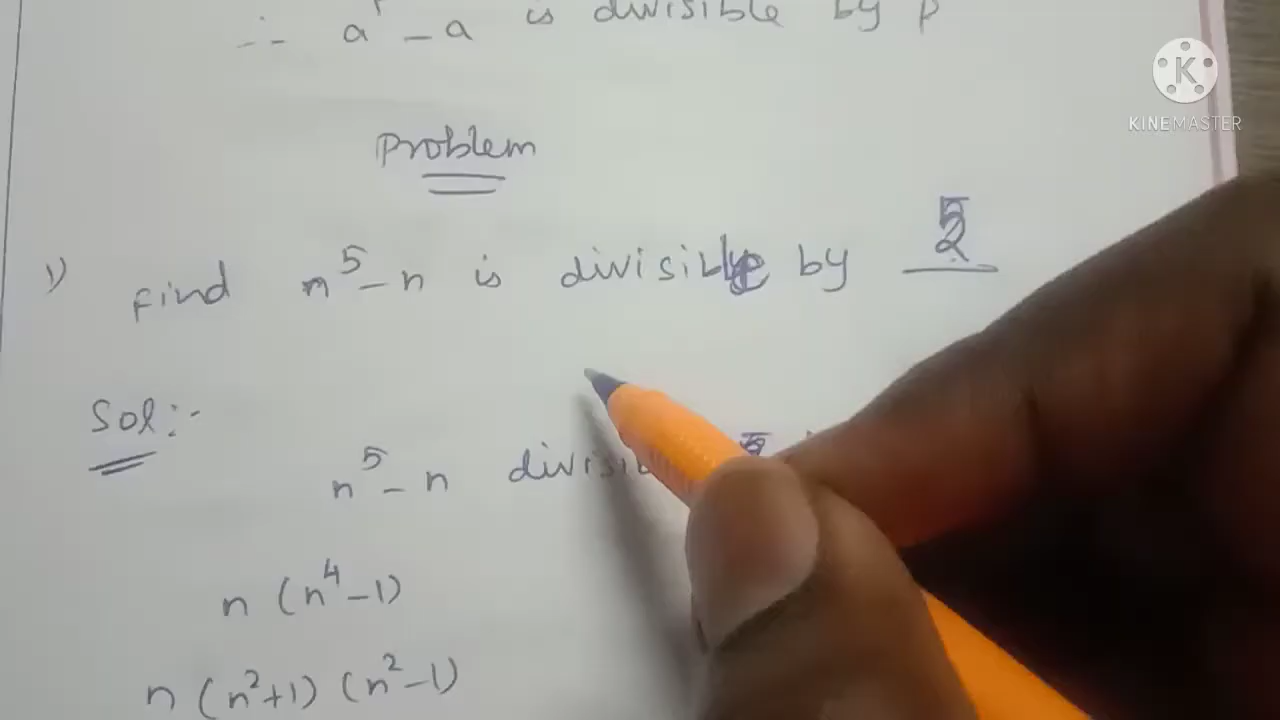 ∴ aᵖ - a is divisible by p
KINEMASTER
Problem
1) find n⁵-n is divisible by
Sol:-
n⁵-n
n (n⁴-1)
n (n²+1) (n²-1)